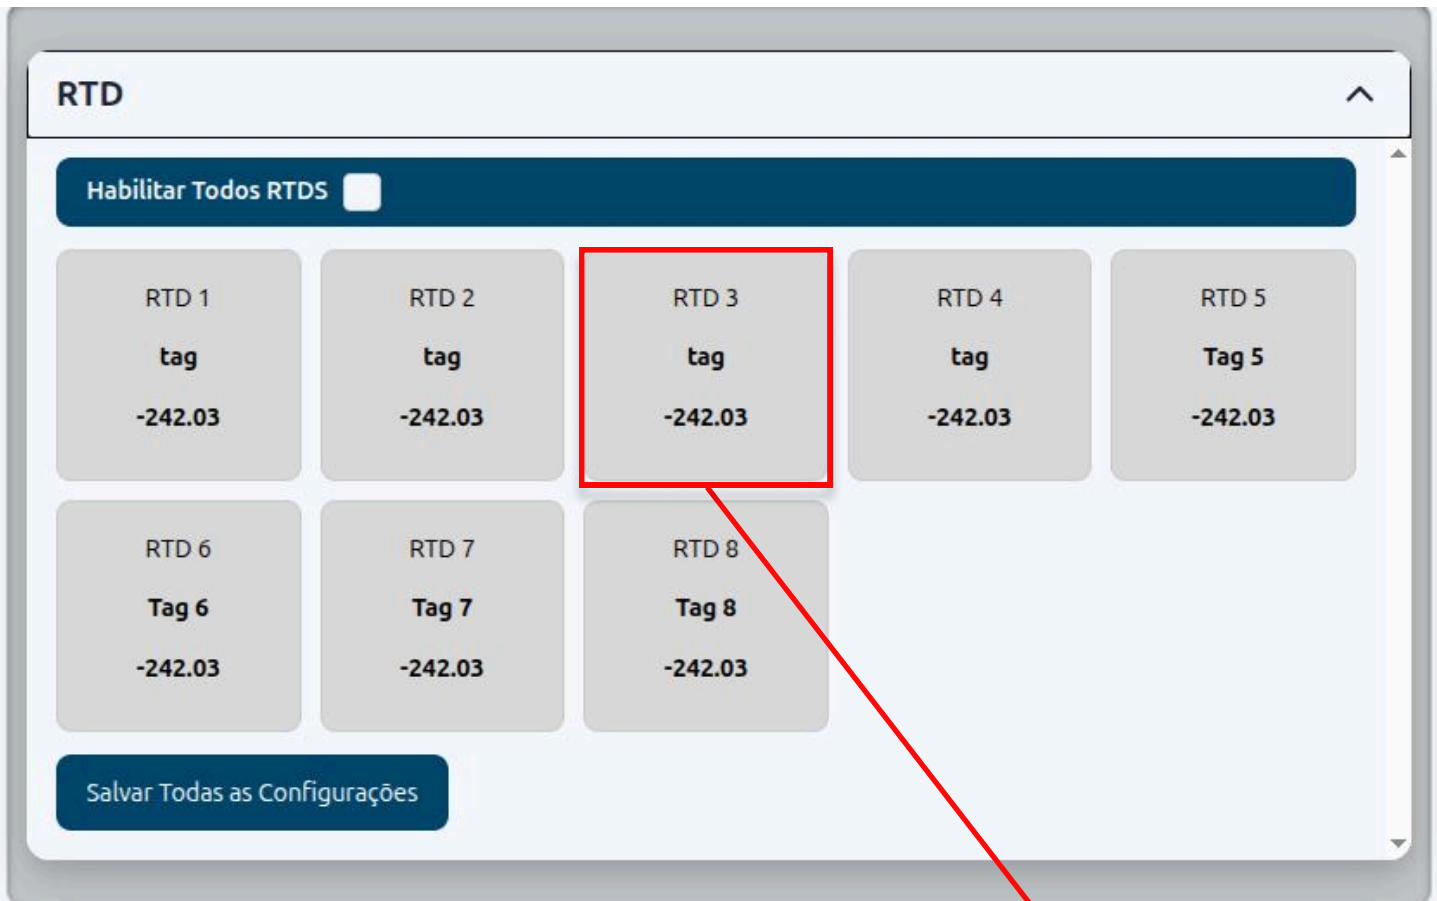 RTD
Habilitar Todos RTDS
RTD 1 RTD 2 RTD 3 RTD 4 RTD 5
tag tag tag tag Tag 5
-242.03 -242.03 -242.03 -242.03 -242.03
RTD 6 RTD 7 RTD 8
Tag 6 Tag 7 Tag 8
-242.03 -242.03 -242.03
Salvar Todas as Configurações